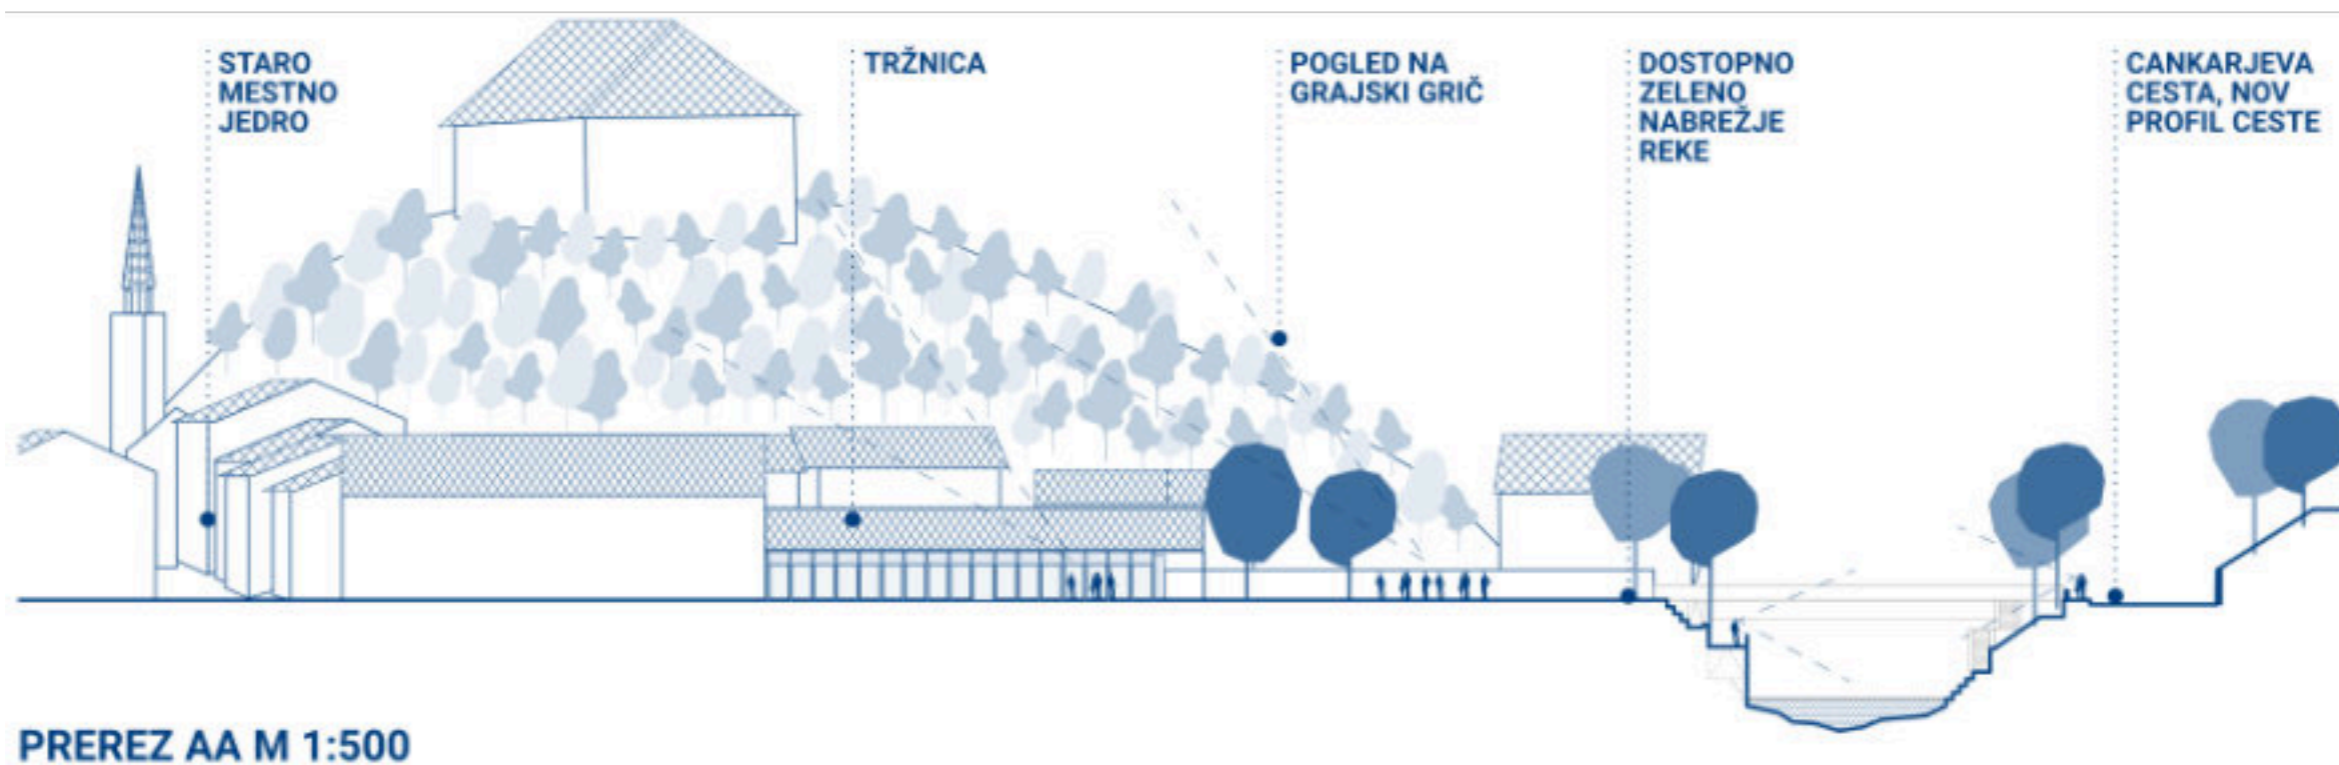 STARO
MESTNO
JEDRO
TRŽNICA
POGLED NA
GRAJSKI GRIČ
DOSTOPNO
ZELENO
NABREŽJE
REKE
CANKARJEVA
CESTA, NOV
PROFIL CESTE
PREREZ AA M 1:500